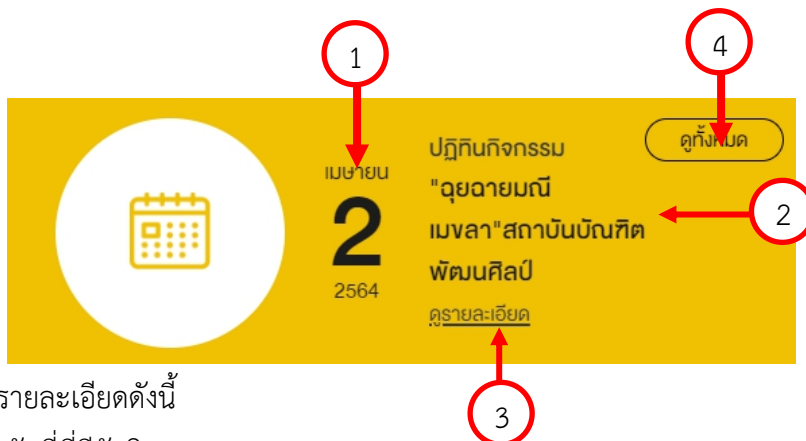 1
4
ดูทั้งหมด
เมษายน
2
2564
ปฏิทินกิจกรรม
"ฉุยฉายมณี
เมขลา"สถาบันบัณฑิต
พัฒนศิลป์
ดูรายละเอียด
2
3
รายละเอียดดังนี้